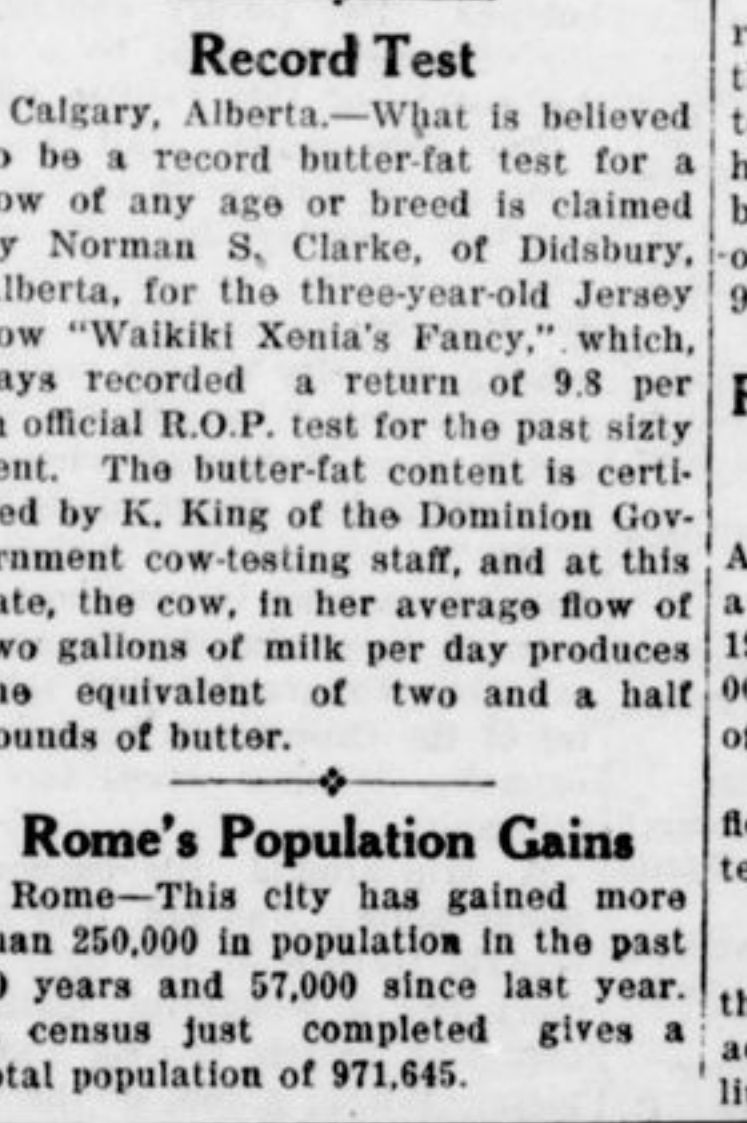 Record Test
Calgary, Alberta.—What is believed
o be a record butter-fat test for a
ow of any age or breed is claimed
y Norman S. Clarke, of Didsbury,
lberta, for the three-year-old Jersey
ow "Waikiki Xenia's Fancy," which,
ays recorded a return of 9.8 per
n official R.O.P. test for the past sizty
ent. The butter-fat content is certi-
ed by K. King of the Dominion Gov-
rnment cow-testing staff, and at this
ate, the cow, in her average flow of
wo gallons of milk per day produces
he equivalent of two and a half
ounds of butter.
Rome's Population Gains
Rome—This city has gained more
han 250,000 in population in the past
0 years and 57,000 since last year.
census just completed gives a
otal population of 971,645.